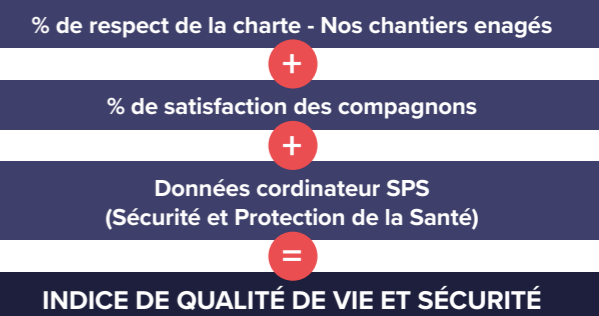 % de respect de la charte - Nos chantiers enagés
+
% de satisfaction des compagnons
+
Données cordinateur SPS
(Sécurité et Protection de la Santé)
=
INDICE DE QUALITÉ DE VIE ET SÉCURITÉ